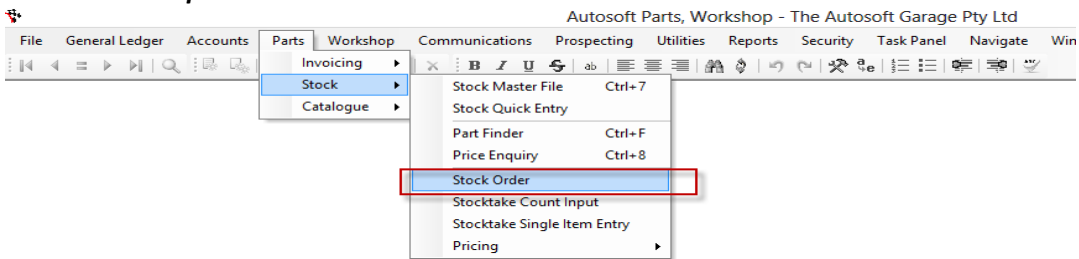 Autosoft Parts, Workshop - The Autosoft Garage Pty Ltd
File General Ledger Accounts Parts Workshop Communications Prospecting Utilities Reports Security Task Panel Navigate Win
B I U S ab
Invoicing
Stock
Catalogue
Stock Master File Ctrl+7
Stock Quick Entry
Part Finder Ctrl+F
Price Enquiry Ctrl+8
Stock Order
Stocktake Count Input
Stocktake Single Item Entry
Pricing